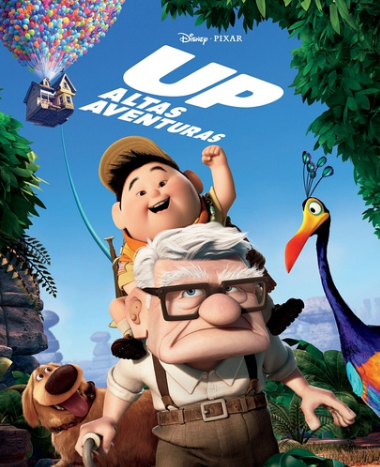 Disney · PIXAR
UP
ALTAS
AVENTURAS